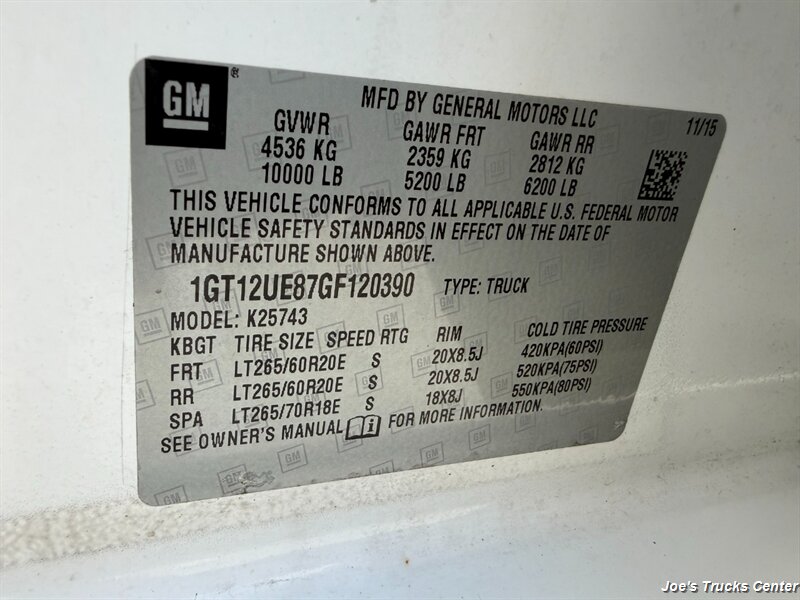 GM ®
MFD BY GENERAL MOTORS LLC 11/15
GVWR GAWR FRT GAWR RR
4536 KG 2359 KG 2812 KG
10000 LB 5200 LB 6200 LB
THIS VEHICLE CONFORMS TO ALL APPLICABLE U.S. FEDERAL MOTOR
VEHICLE SAFETY STANDARDS IN EFFECT ON THE DATE OF
MANUFACTURE SHOWN ABOVE.
1GT12UE87GF120390 TYPE: TRUCK
MODEL: K25743
KBGT TIRE SIZE SPEED RTG RIM COLD TIRE PRESSURE
FRT LT265/60R20E S 20X8.5J 420KPA(60PSI)
RR LT265/60R20E S 20X8.5J 520KPA(75PSI)
SPA LT265/70R18E S 18X8J 550KPA(80PSI)
SEE OWNER'S MANUAL i FOR MORE INFORMATION.
Joe's Trucks Center